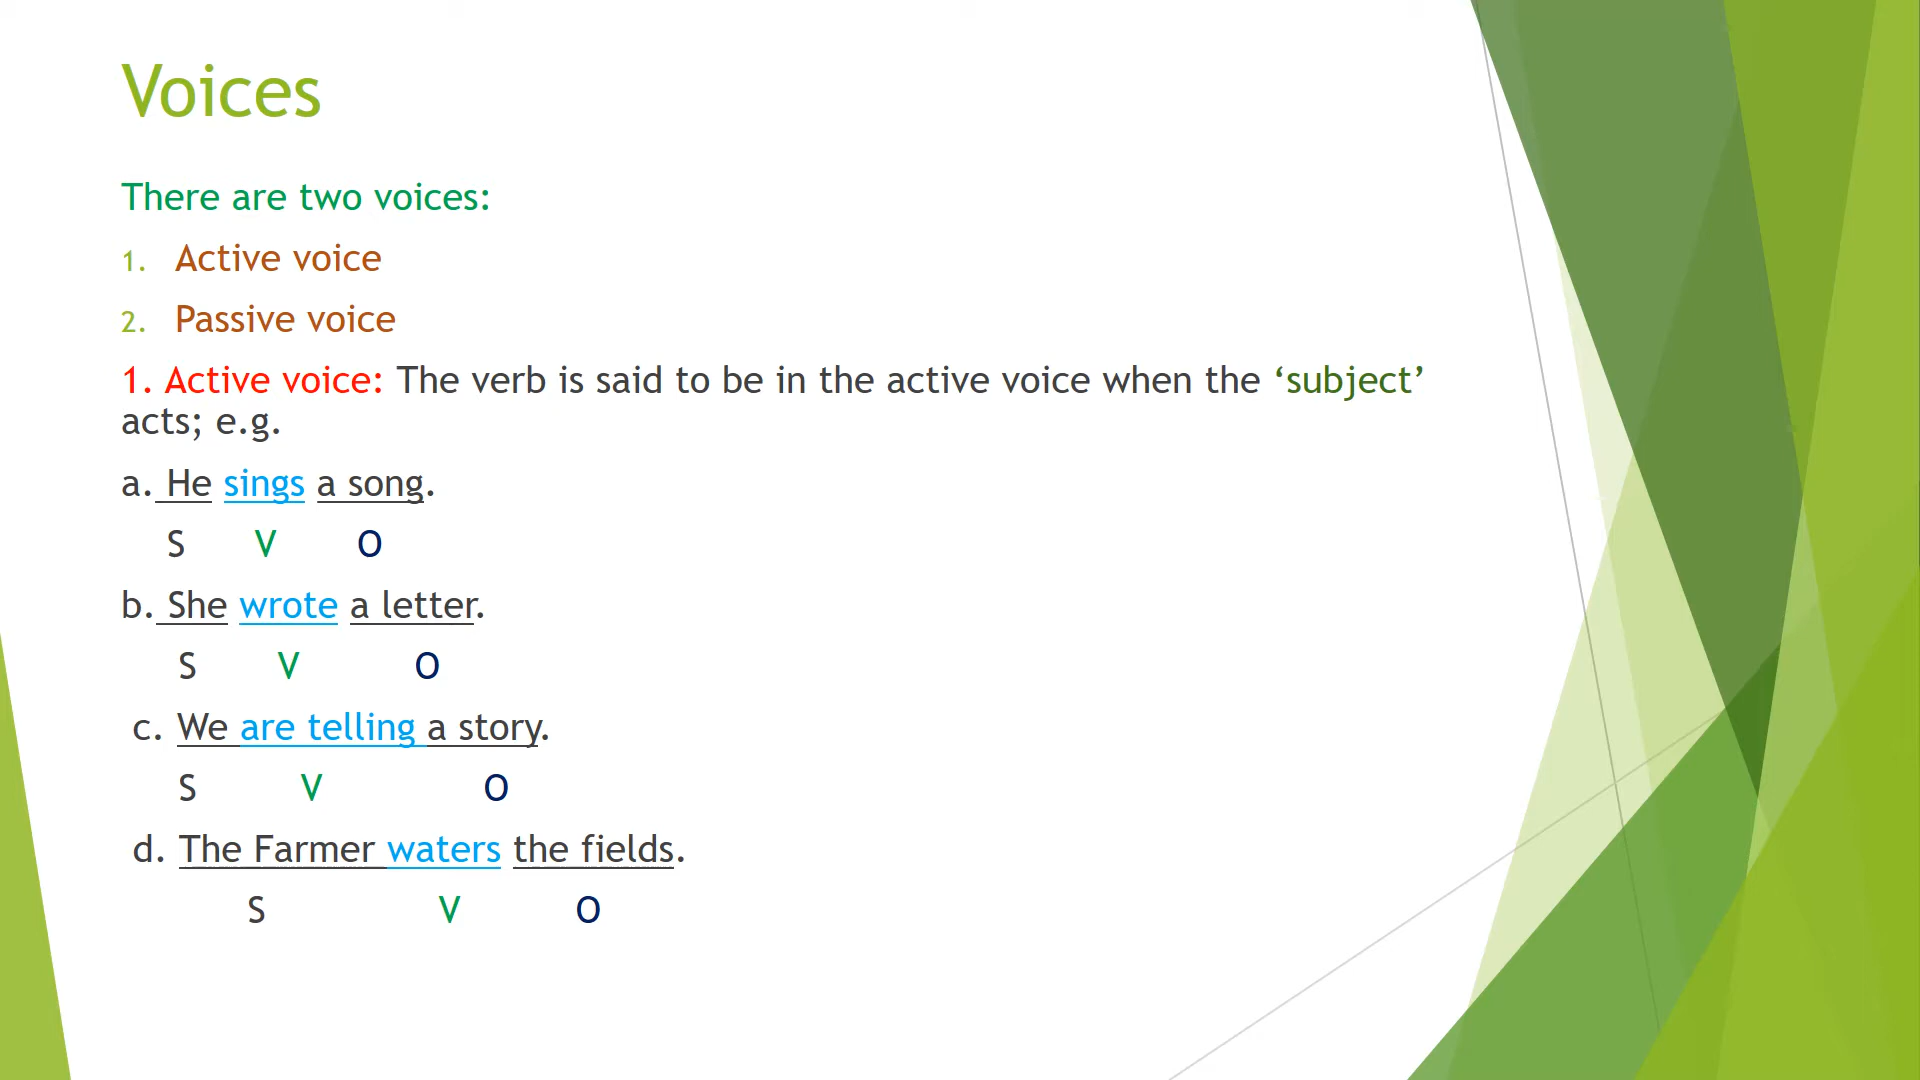 Voices
There are two voices:
1. Active voice
2. Passive voice
1. Active voice: The verb is said to be in the active voice when the ‘subject’
acts; e.g.
a. He sings a song.
S V O
b. She wrote a letter.
S V O
c. We are telling a story.
S V O
d. The Farmer waters the fields.
S V O